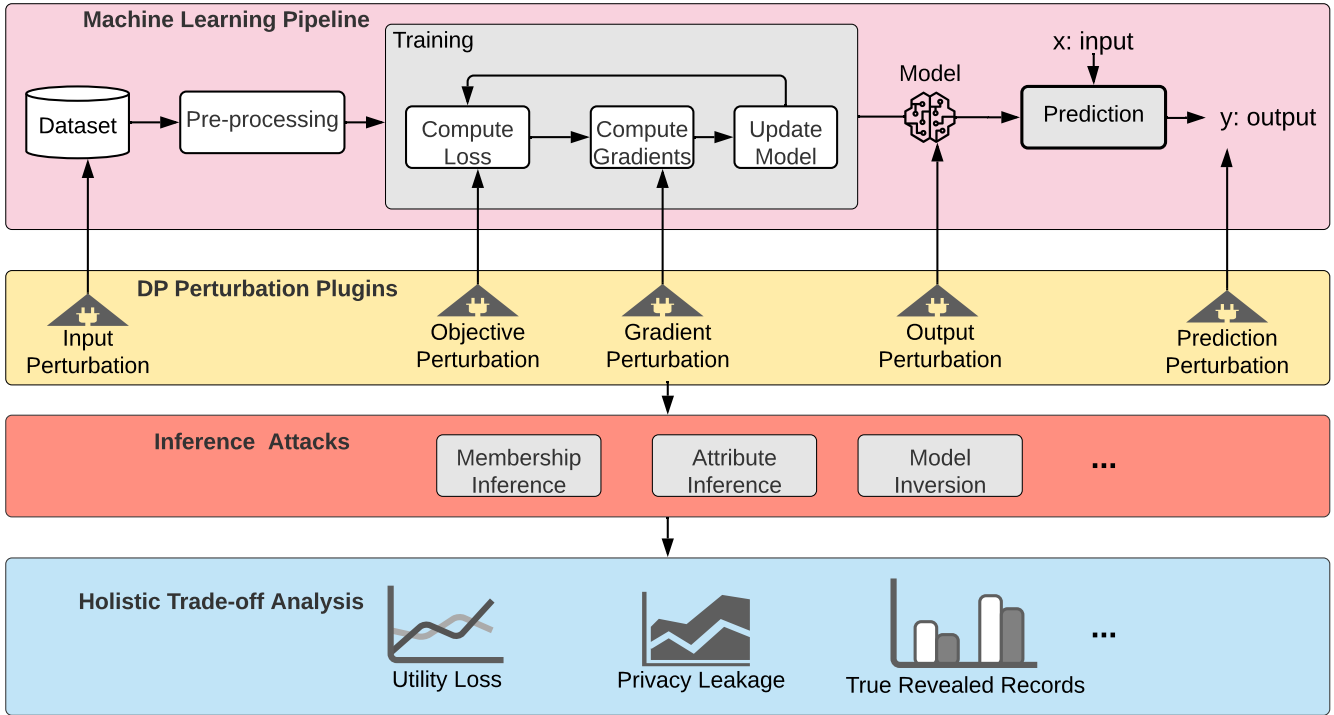 Machine Learning Pipeline
Training
x: input
Model
Dataset
Pre-processing
Compute
Loss
Compute
Gradients
Update
Model
Prediction
y: output
DP Perturbation Plugins
Input
Perturbation
Objective
Perturbation
Gradient
Perturbation
Output
Perturbation
Prediction
Perturbation
Inference Attacks
Membership
Inference
Attribute
Inference
Model
Inversion
...
Holistic Trade-off Analysis
Utility Loss
Privacy Leakage
True Revealed Records
...